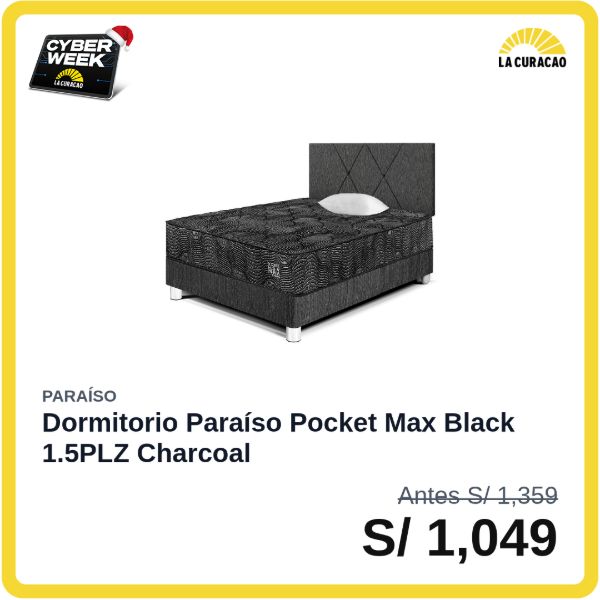 CYBER
WEEK
LA CURACAO
LA CURACAO
PARAÍSO
Dormitorio Paraíso Pocket Max Black
1.5PLZ Charcoal
Antes S/ 1,359
S/ 1,049